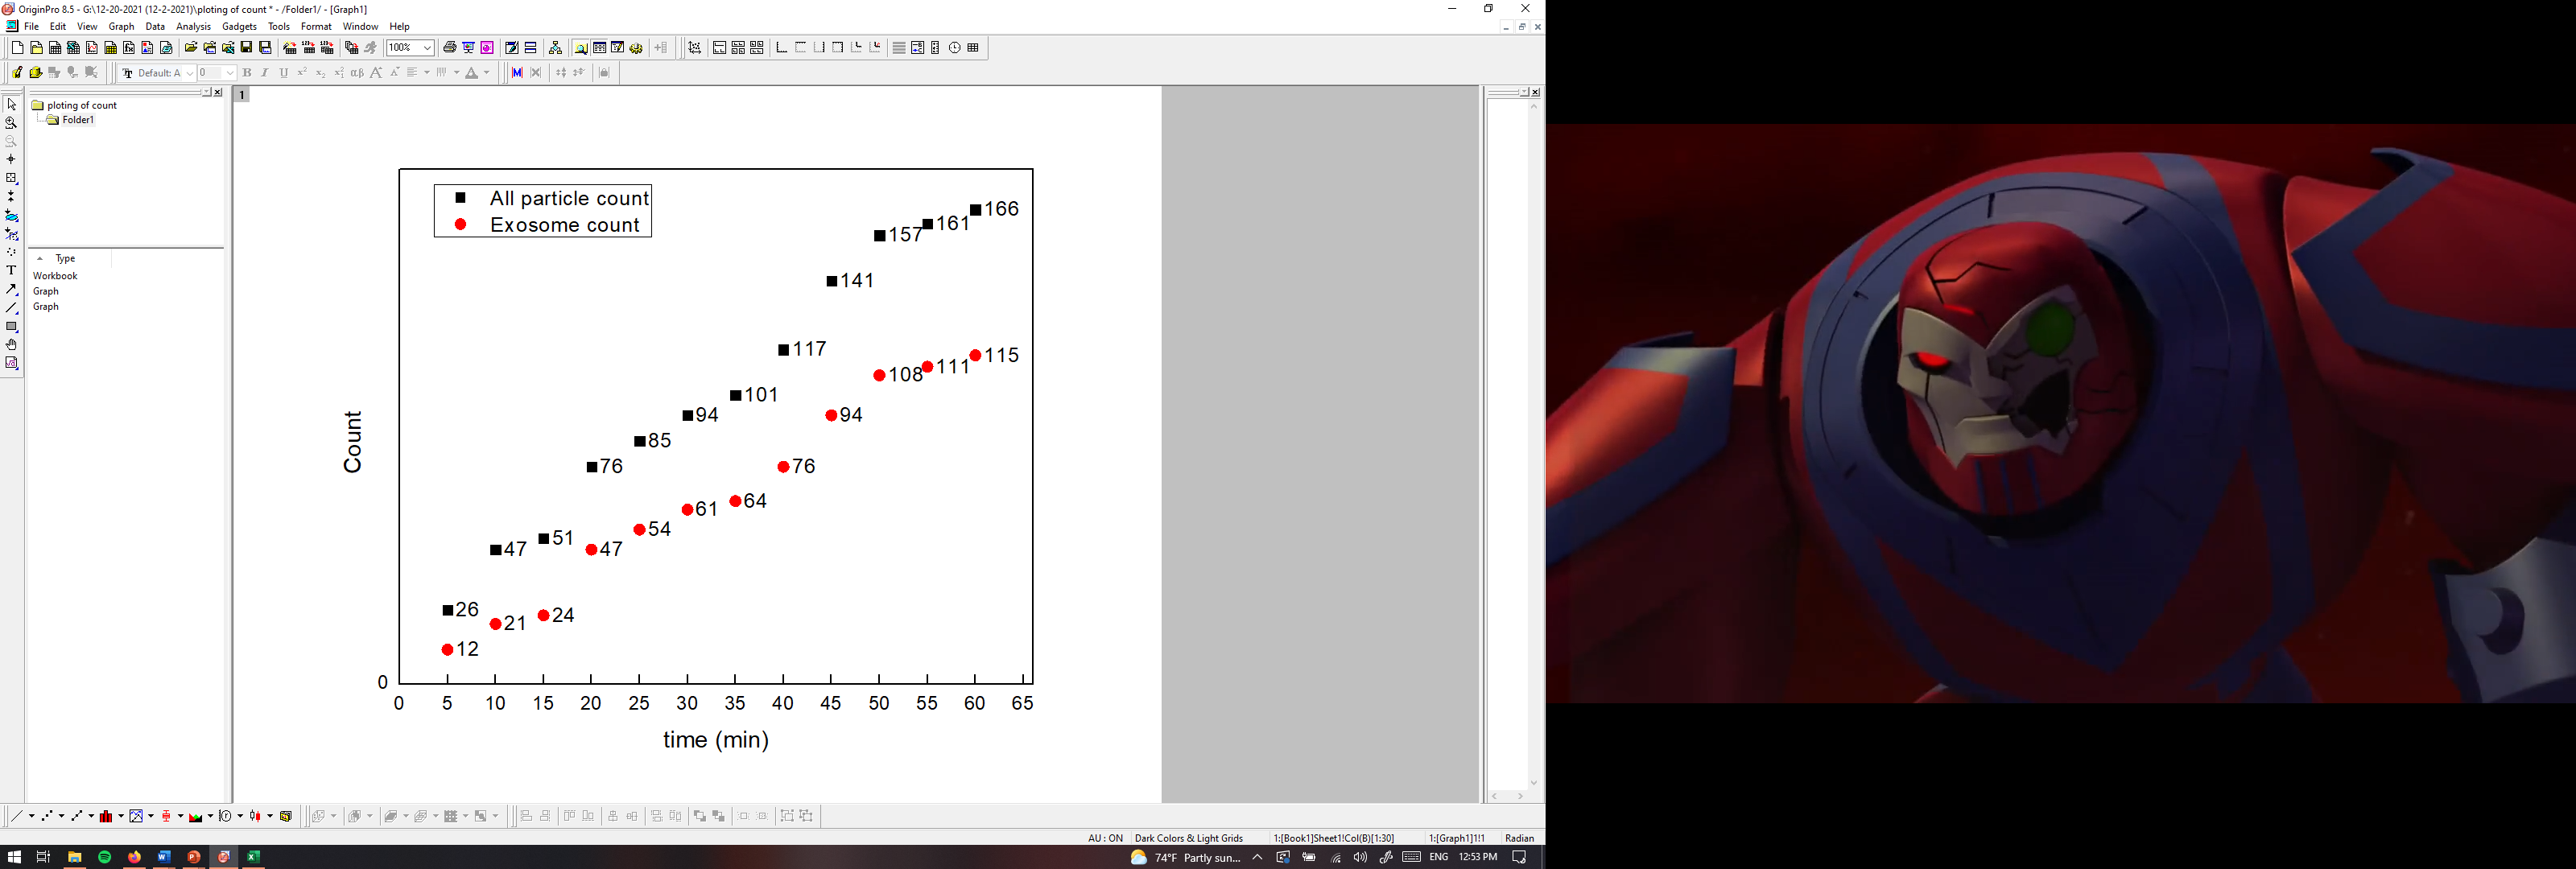 OriginPro 8.5 - G:\12-20-2021 (12-2-2021)\ploting of count * - /Folder1/ - [Graph1]
File Edit View Graph Data Analysis Gadgets Tools Format Window Help
100%
Default: A 0 B I U
ploting of count
Folder1
Type
Workbook
Graph
Graph
1
All particle count
Exosome count
166
161
157
141
117
101
94
85
76
51
47
26
115
111
108
94
76
64
61
54
47
24
21
12
Count
0
0 5 10 15 20 25 30 35 40 45 50 55 60 65
time (min)
AU : ON Dark Colors & Light Grids 1:[Book1]Sheet1!Col(B)[1:30] 1:[Graph1]1!1 Radian
74°F Partly sun... ENG 12:53 PM